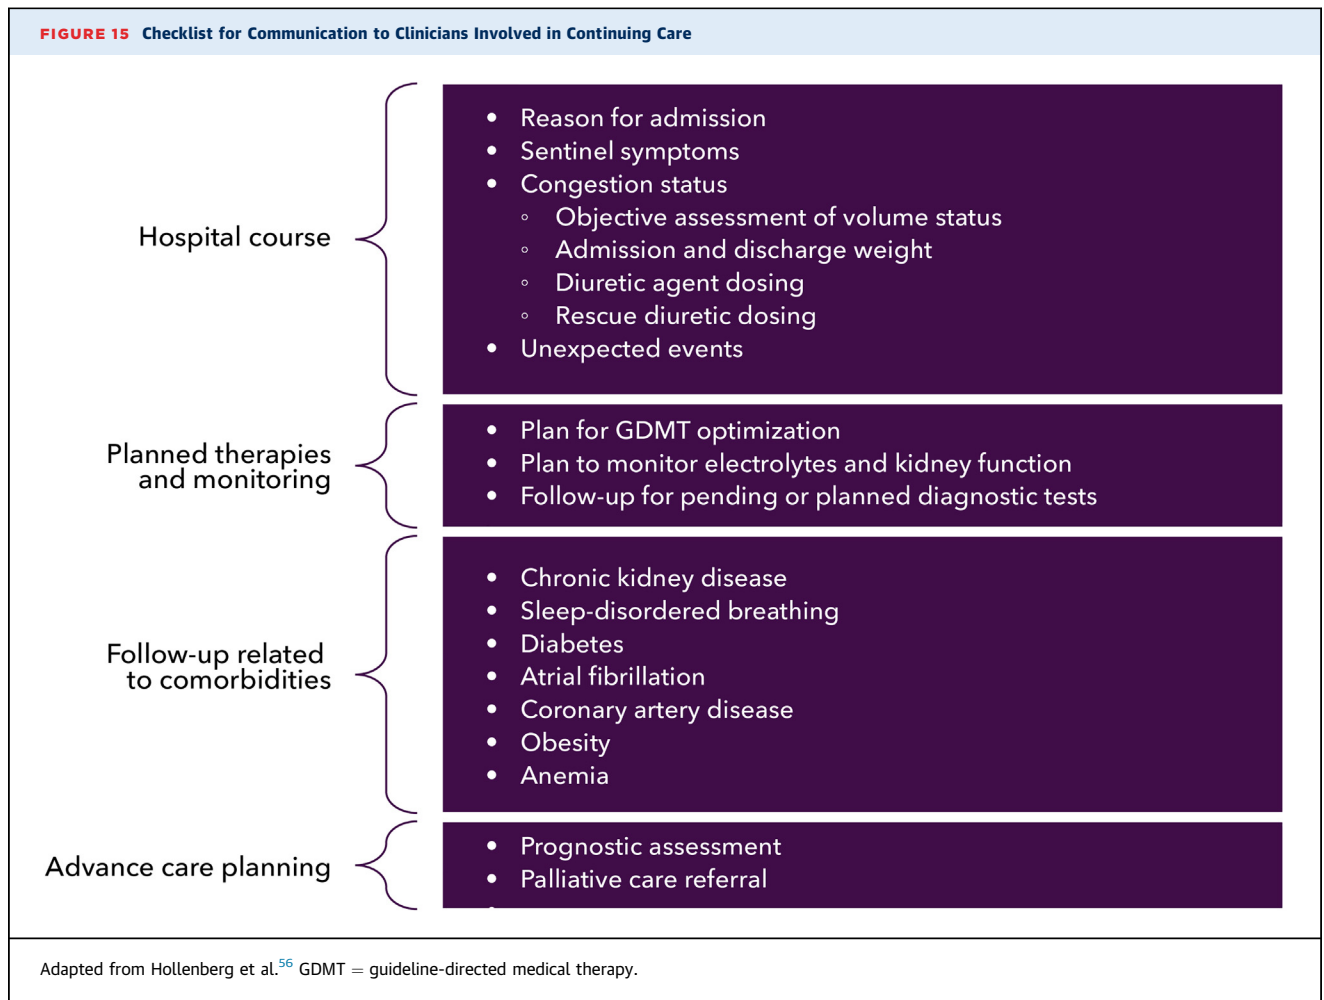 FIGURE 15 Checklist for Communication to Clinicians Involved in Continuing Care
Hospital course
• Reason for admission
• Sentinel symptoms
• Congestion status
◦ Objective assessment of volume status
◦ Admission and discharge weight
◦ Diuretic agent dosing
◦ Rescue diuretic dosing
• Unexpected events
Planned therapies
and monitoring
• Plan for GDMT optimization
• Plan to monitor electrolytes and kidney function
• Follow-up for pending or planned diagnostic tests
Follow-up related
to comorbidities
• Chronic kidney disease
• Sleep-disordered breathing
• Diabetes
• Atrial fibrillation
• Coronary artery disease
• Obesity
• Anemia
Advance care planning
• Prognostic assessment
• Palliative care referral
Adapted from Hollenberg et al.56 GDMT = guideline-directed medical therapy.